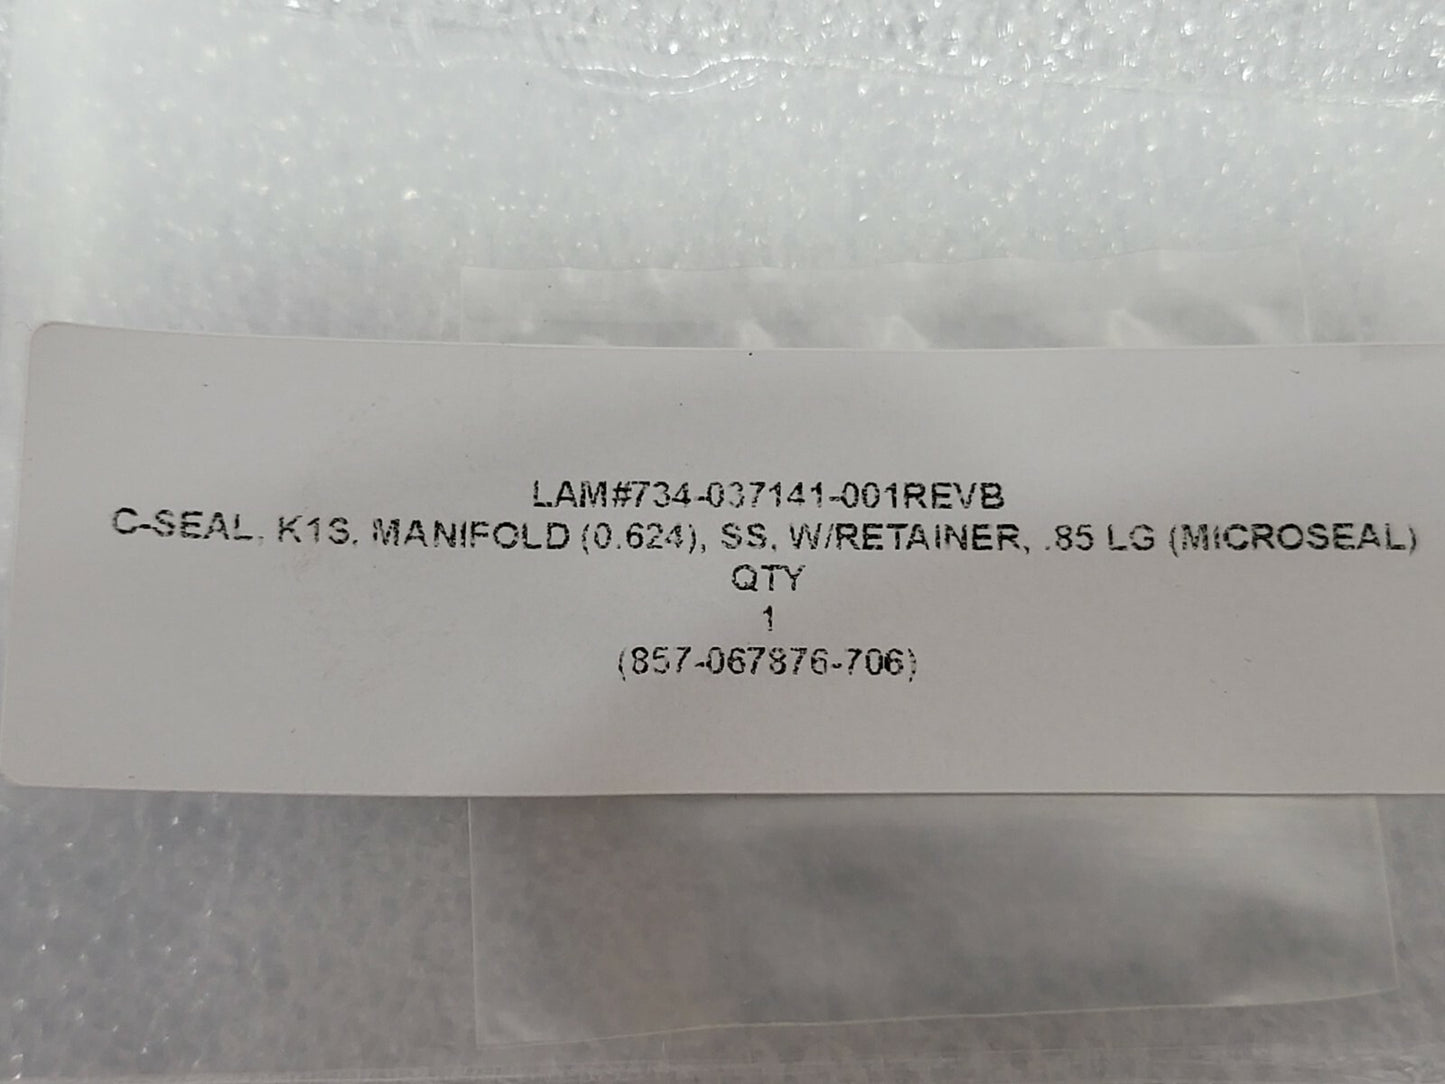 LAM#734-037141-001REVB
C-SEAL, K1S, MANIFOLD (0.624), SS, W/RETAINER, .85 LG (MICROSEAL)
QTY
1
(857-067876-706)